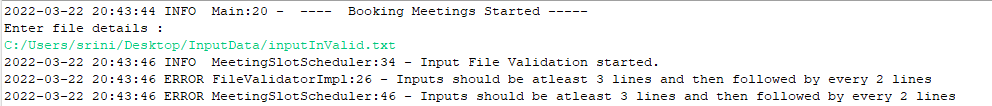 2022-03-22 20:43:44 INFO  Main:20 -  ----  Booking Meetings Started -----
Enter file details :
C:/Users/srini/Desktop/InputData/inputInValid.txt
2022-03-22 20:43:46 INFO  MeetingSlotScheduler:34 - Input File Validation started.
2022-03-22 20:43:46 ERROR FileValidatorImpl:26 - Inputs should be atleast 3 lines and then followed by every 2 lines
2022-03-22 20:43:46 ERROR MeetingSlotScheduler:46 - Inputs should be atleast 3 lines and then followed by every 2 lines